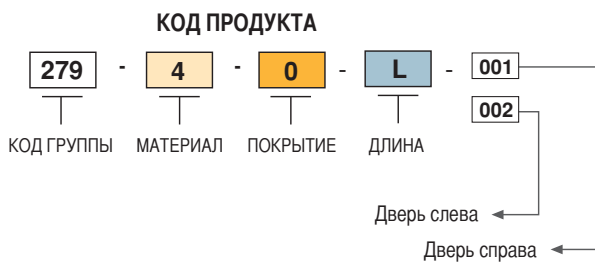 КОД ПРОДУКТА
279 - 4 - 0 - L - 001
002
КОД ГРУППЫ МАТЕРИАЛ ПОКРЫТИЕ ДЛИНА
Дверь слева
Дверь справа